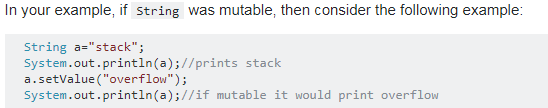 In your example, if String was mutable, then consider the following example:
String a="stack";
System.out.println(a);//prints stack
a.setValue("overflow");
System.out.println(a);//if mutable it would print overflow